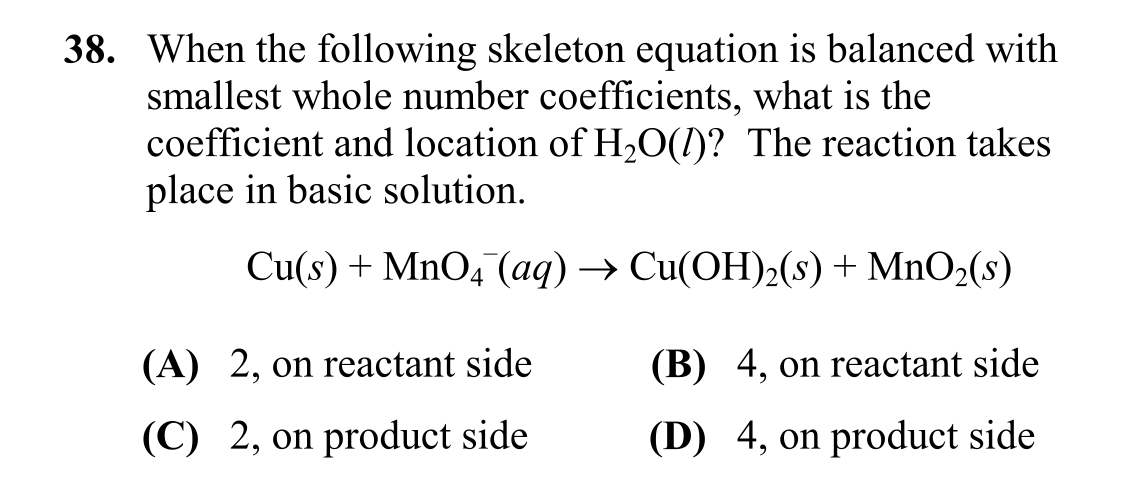 38. When the following skeleton equation is balanced with
smallest whole number coefficients, what is the
coefficient and location of H₂O(l)? The reaction takes
place in basic solution.
Cu(s) + MnO₄⁻(aq) → Cu(OH)₂(s) + MnO₂(s)
(A) 2, on reactant side (B) 4, on reactant side
(C) 2, on product side (D) 4, on product side